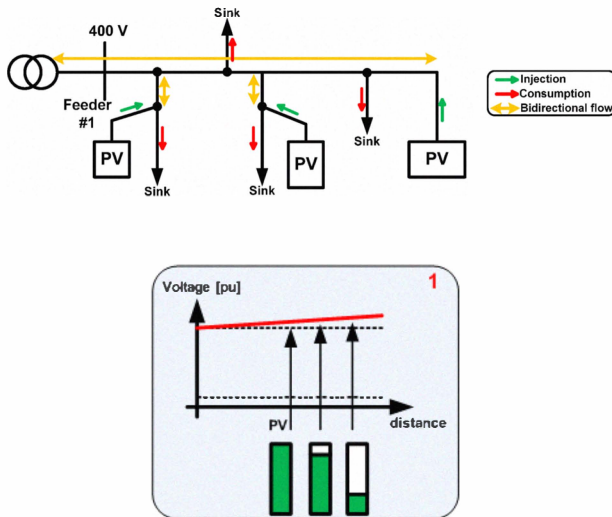 Sink
400 V
Feeder
#1
Injection
Consumption
Bidirectional flow
PV
Sink
Sink
PV
Sink
PV
Voltage [pu]
1
PV
distance